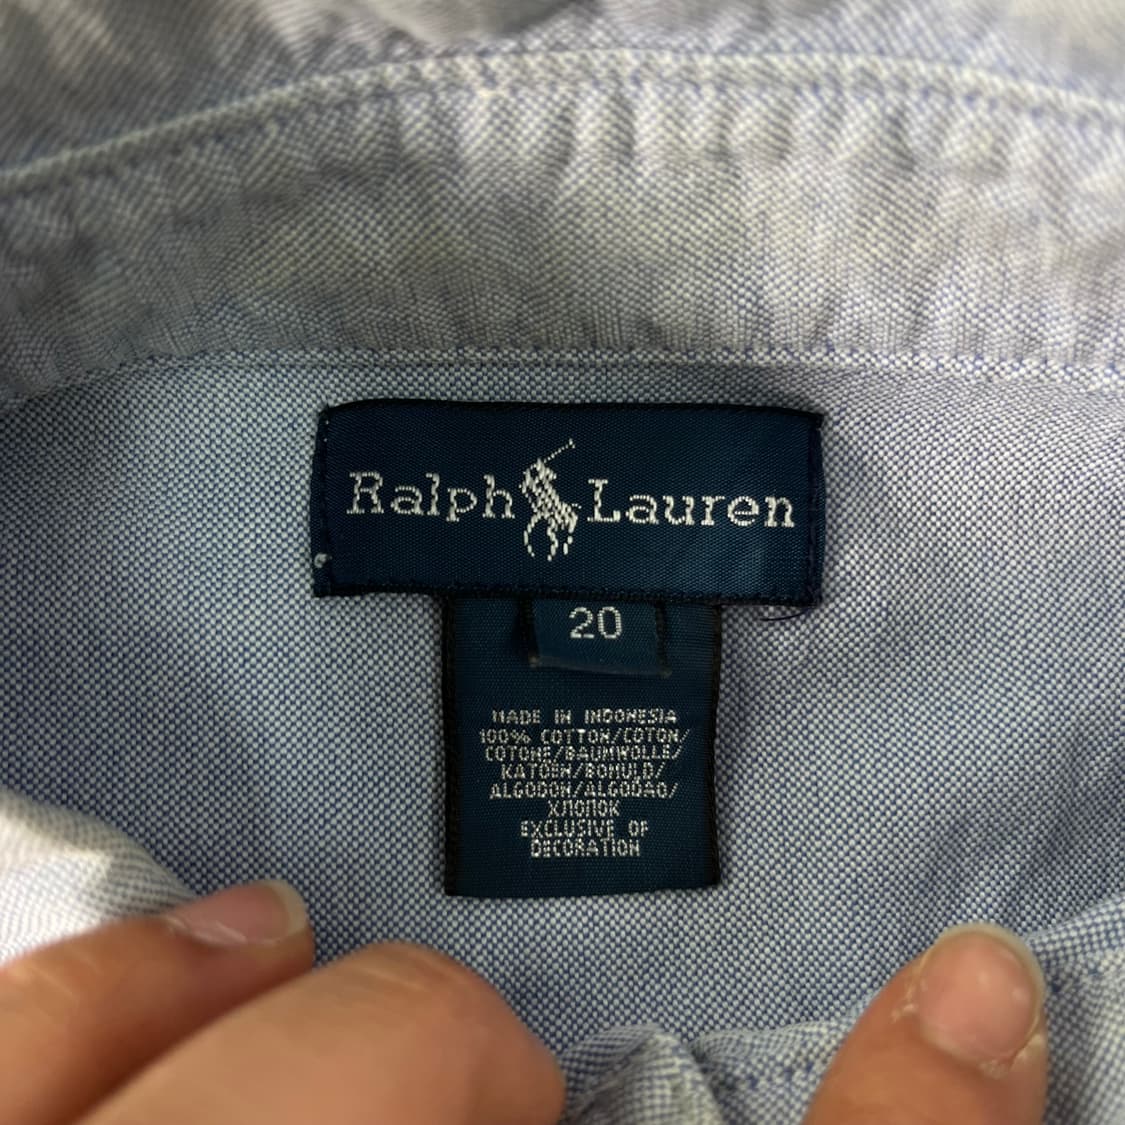 Ralph Lauren
20
MADE IN INDONESIA
100% COTTON/COTON/
COTONE/BAUMWOLLE/
KATOEN/BOMULD/
ALGODON/ALGODAO/
ХЛОПОК
EXCLUSIVE OF
DECORATION